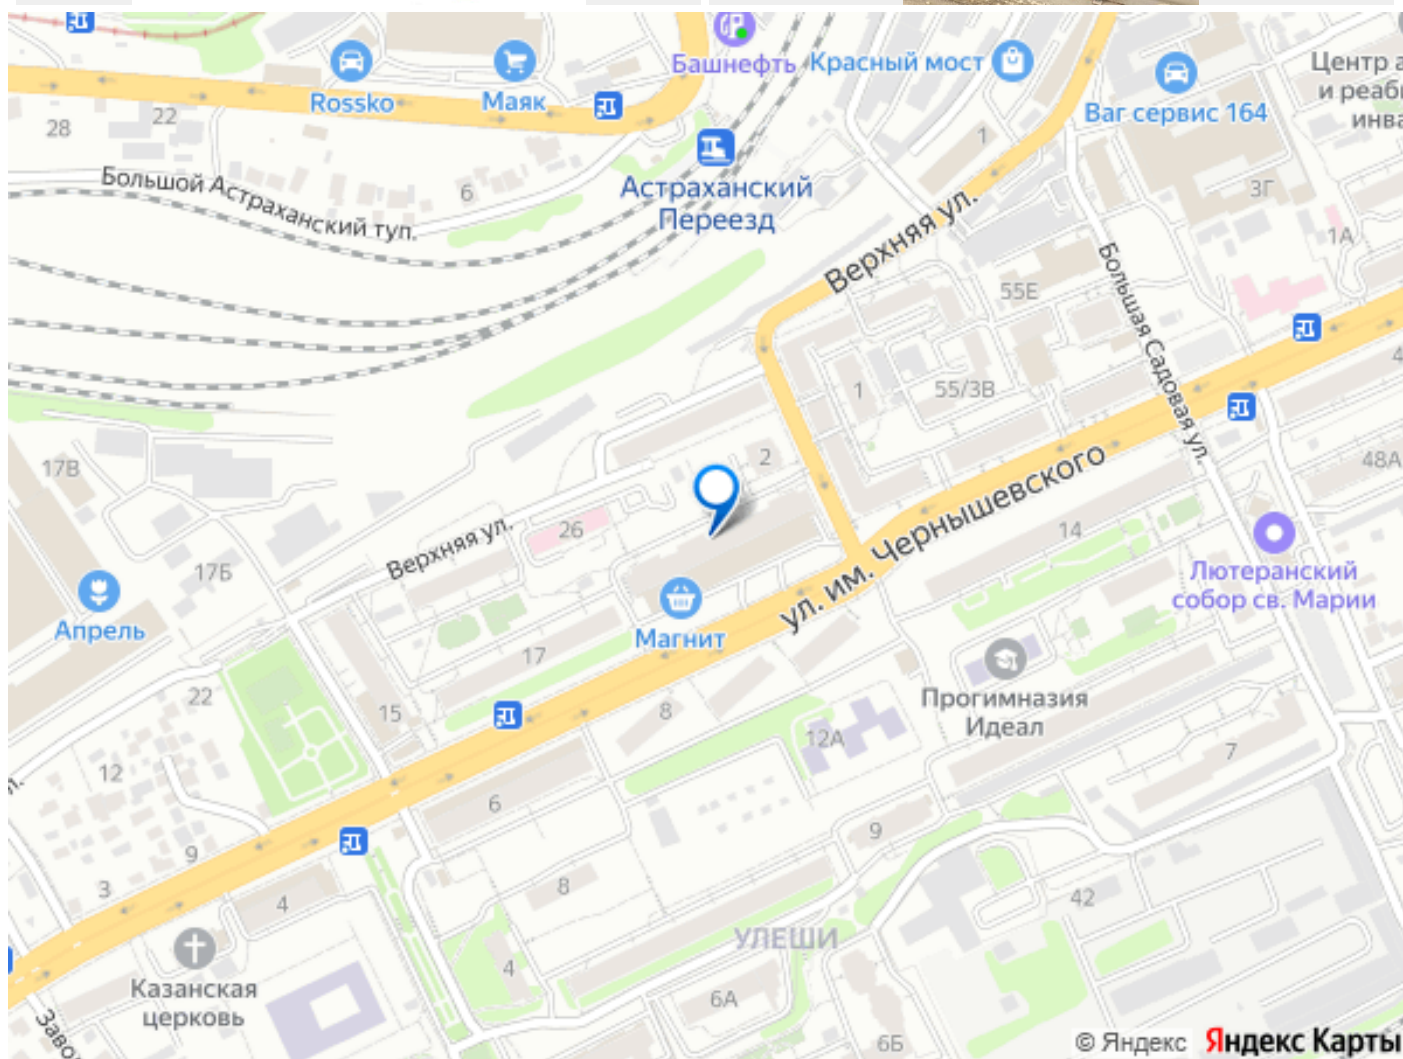 Башнефть
Красный мост
Центр а
и реаби
инва
Rossko
Маяк
Ваг сервис 164
28
22
1
Большой Астраханский туп.
6
Астраханский
Переезд
3Г
Верхняя ул.
1А
55Е
Большая Садовая ул.
1
55/3В
4
17В
2
48А
ул. им. Чернышевского
Верхняя ул.
26
14
17Б
Лютеранский
собор св. Марии
Апрель
Магнит
17
Прогимназия
Идеал
22
15
8
12А
7
12
6
9
9
3
8
4
42
УЛЕШИ
4
Казанская
церковь
6А
Заво
6Б
© Яндекс
Яндекс Карты